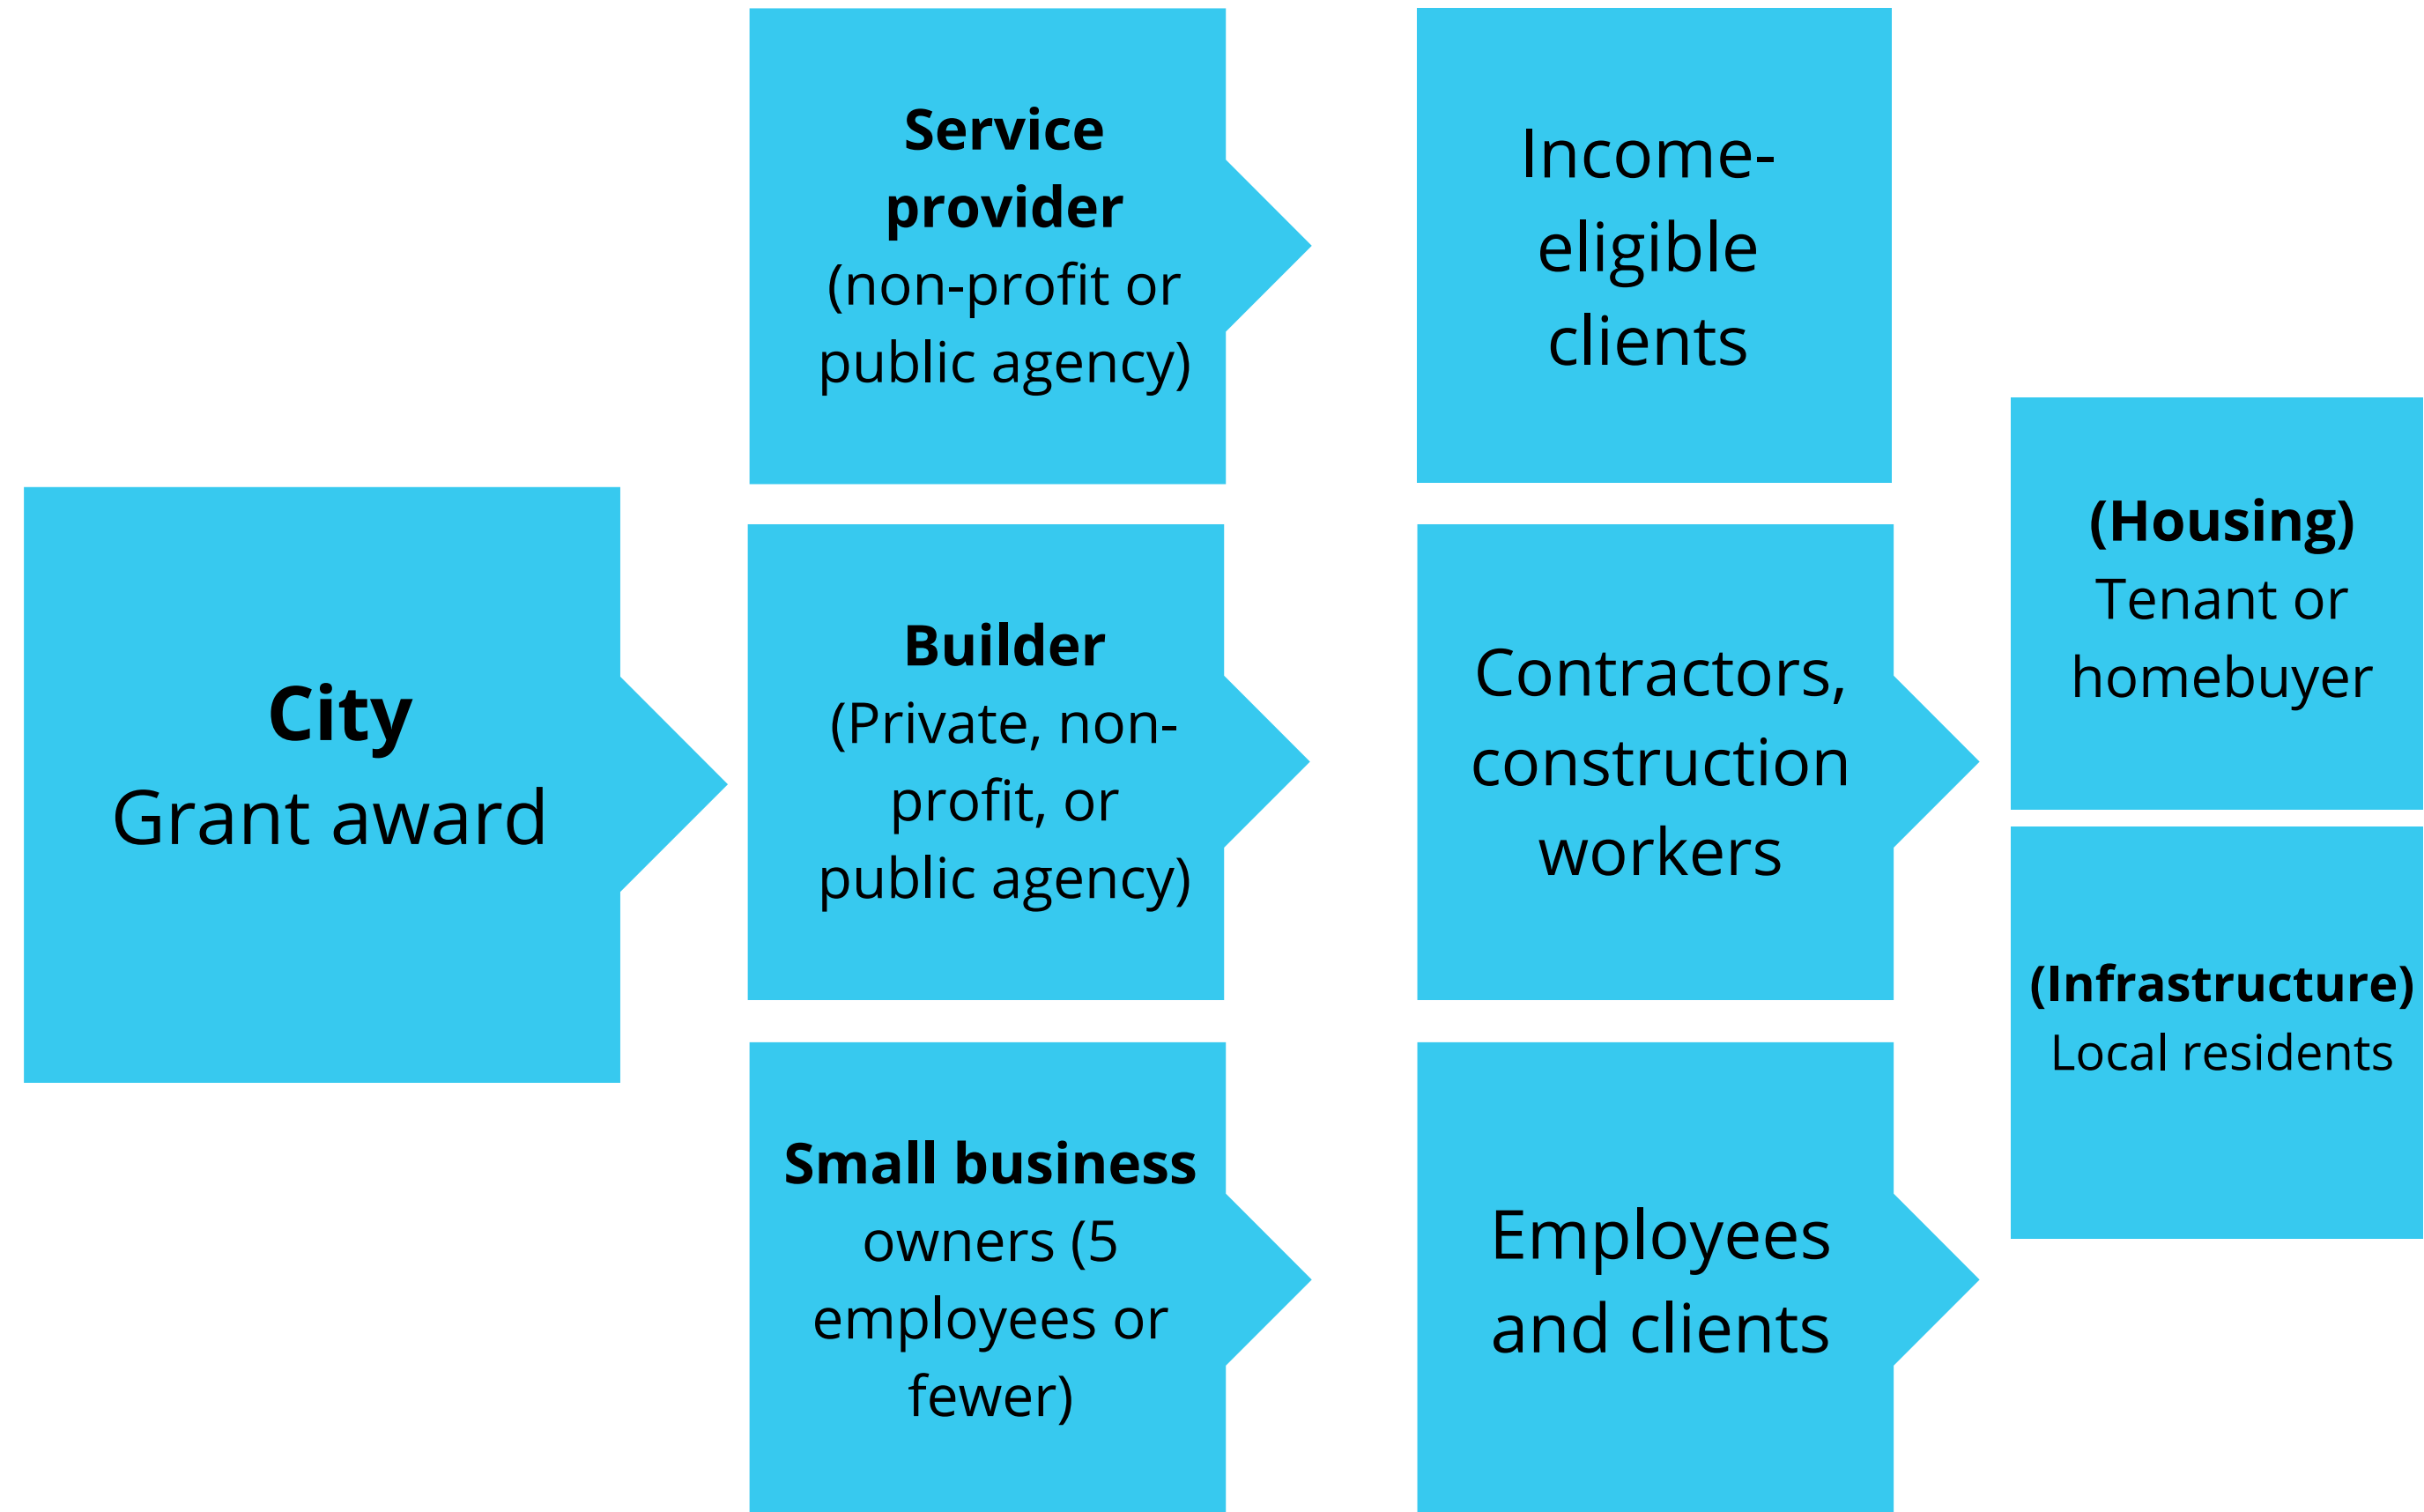 City
Grant award
Service
provider
(non-profit or
public agency)
Income-
eligible
clients
Builder
(Private, non-
profit, or
public agency)
Contractors,
construction
workers
(Housing)
Tenant or
homebuyer
(Infrastructure)
Local residents
Small business
owners (5
employees or
fewer)
Employees
and clients